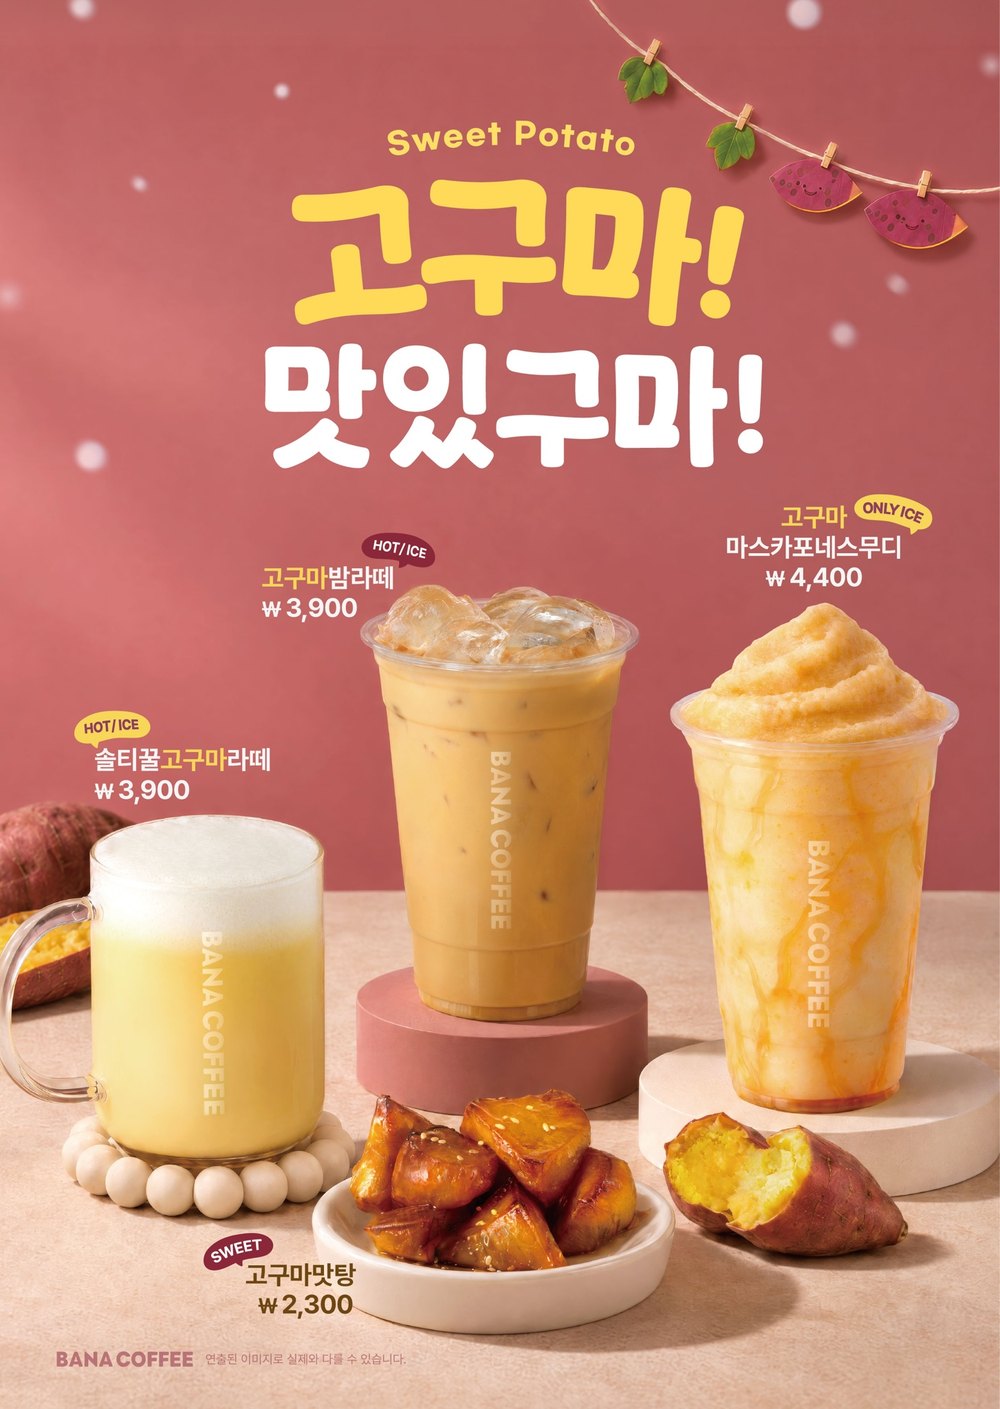 Sweet Potato
고구마!
맛있구마!
ONLY ICE
고구마
마스카포네스무디
₩ 4,400
HOT/ICE
고구마밤라떼
₩ 3,900
HOT/ICE
솔티꿀고구마라떼
₩ 3,900
BANA COFFEE
BANA COFFEE
BANA COFFEE
SWEET
고구마맛탕
₩ 2,300
BANA COFFEE 연출된 이미지로 실제와 다를 수 있습니다.